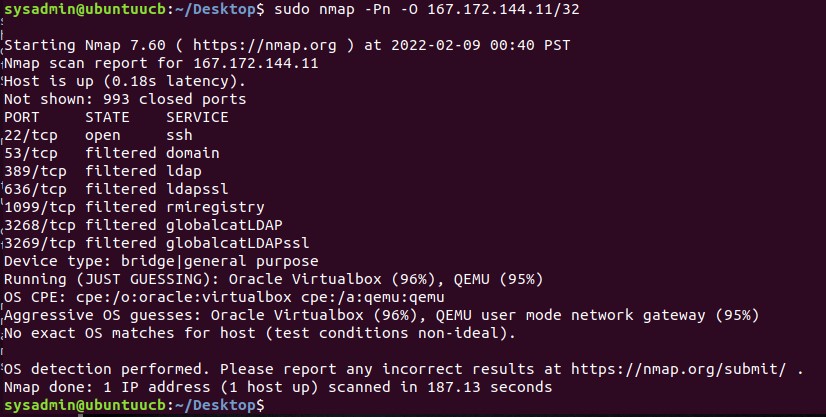 sysadmin@ubuntuucb:~/Desktop$ sudo nmap -Pn -O 167.172.144.11/32
Starting Nmap 7.60 ( https://nmap.org ) at 2022-02-09 00:40 PST
Nmap scan report for 167.172.144.11
Host is up (0.18s latency).
Not shown: 993 closed ports
PORT     STATE    SERVICE
22/tcp   open     ssh
53/tcp   filtered domain
389/tcp  filtered ldap
636/tcp  filtered ldapssl
1099/tcp filtered rmiregistry
3268/tcp filtered globalcatLDAP
3269/tcp filtered globalcatLDAPssl
Device type: bridge|general purpose
Running (JUST GUESSING): Oracle Virtualbox (96%), QEMU (95%)
OS CPE: cpe:/o:oracle:virtualbox cpe:/a:qemu:qemu
Aggressive OS guesses: Oracle Virtualbox (96%), QEMU user mode network gateway (95%)
No exact OS matches for host (test conditions non-ideal).
OS detection performed. Please report any incorrect results at https://nmap.org/submit/ .
Nmap done: 1 IP address (1 host up) scanned in 187.13 seconds
sysadmin@ubuntuucb:~/Desktop$